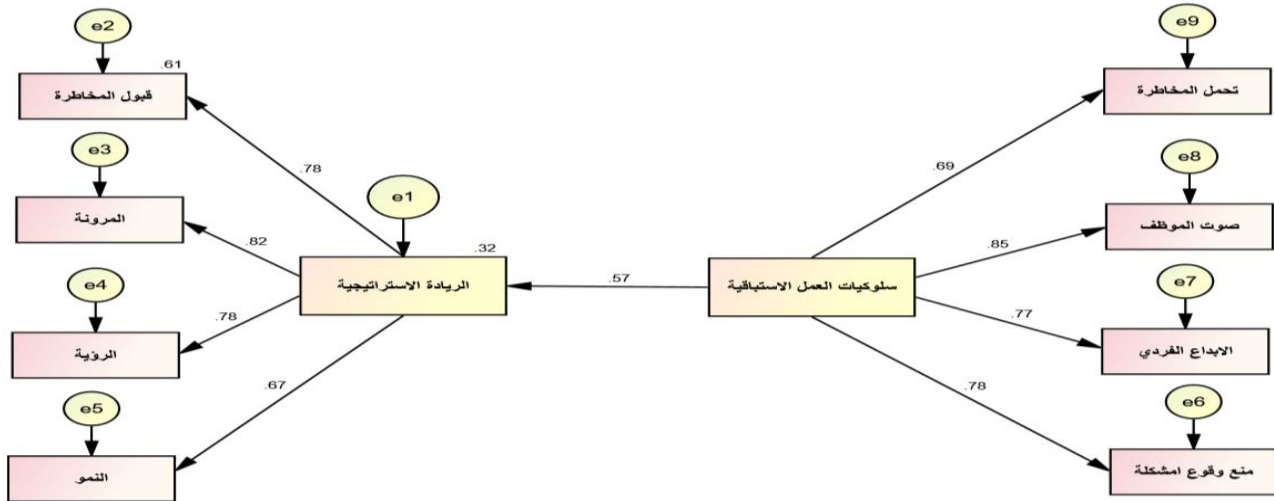 e2
.61
قبول المخاطرة
e3
المرونة
e4
الرؤية
e5
النمو
.78
.82
.78
.67
e1
.32
الريادة الاستراتيجية
.57
سلوكيات العمل الاستباقية
.69
.85
.77
.78
e9
تحمل المخاطرة
e8
صوت الموظف
e7
الابداع الفردي
e6
منع وقوع امشكلة